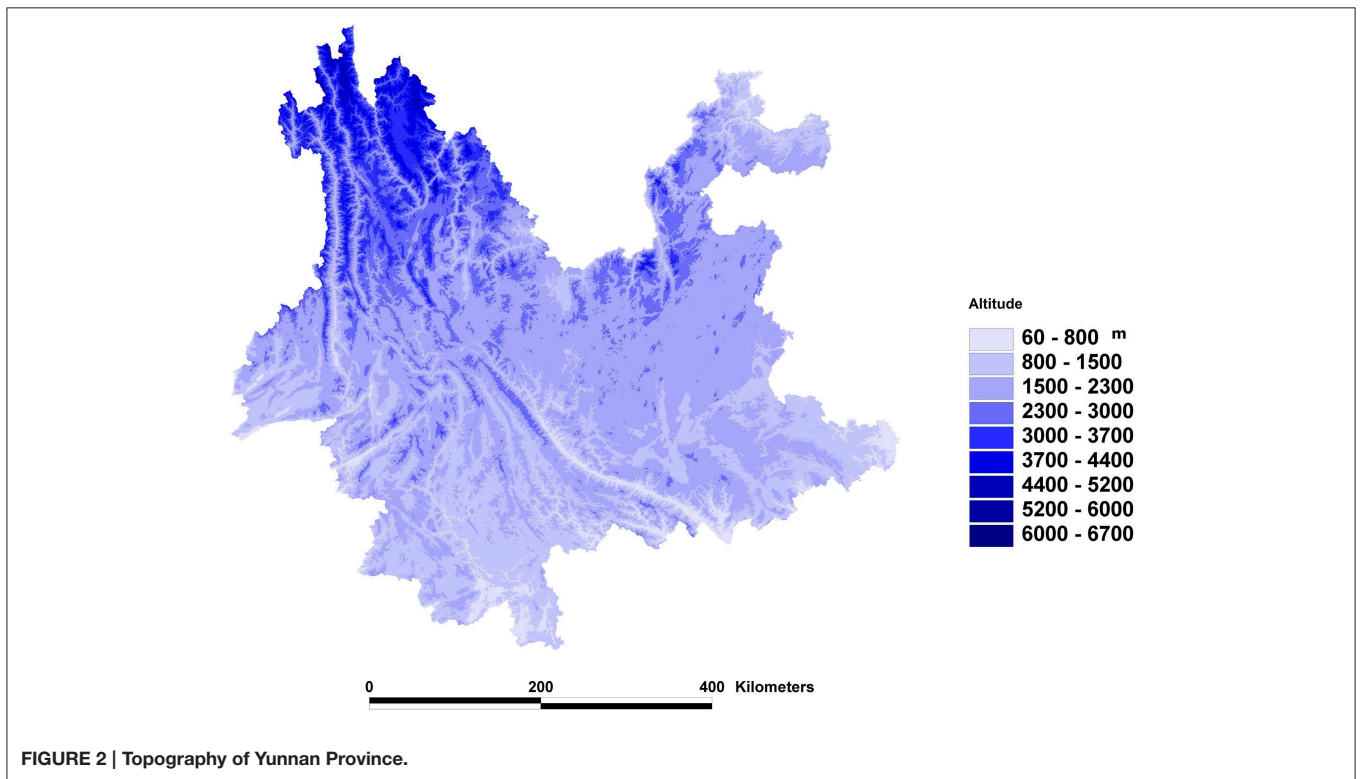 Altitude
60 - 800 m
800 - 1500
1500 - 2300
2300 - 3000
3000 - 3700
3700 - 4400
4400 - 5200
5200 - 6000
6000 - 6700
0 200 400 Kilometers
FIGURE 2 | Topography of Yunnan Province.